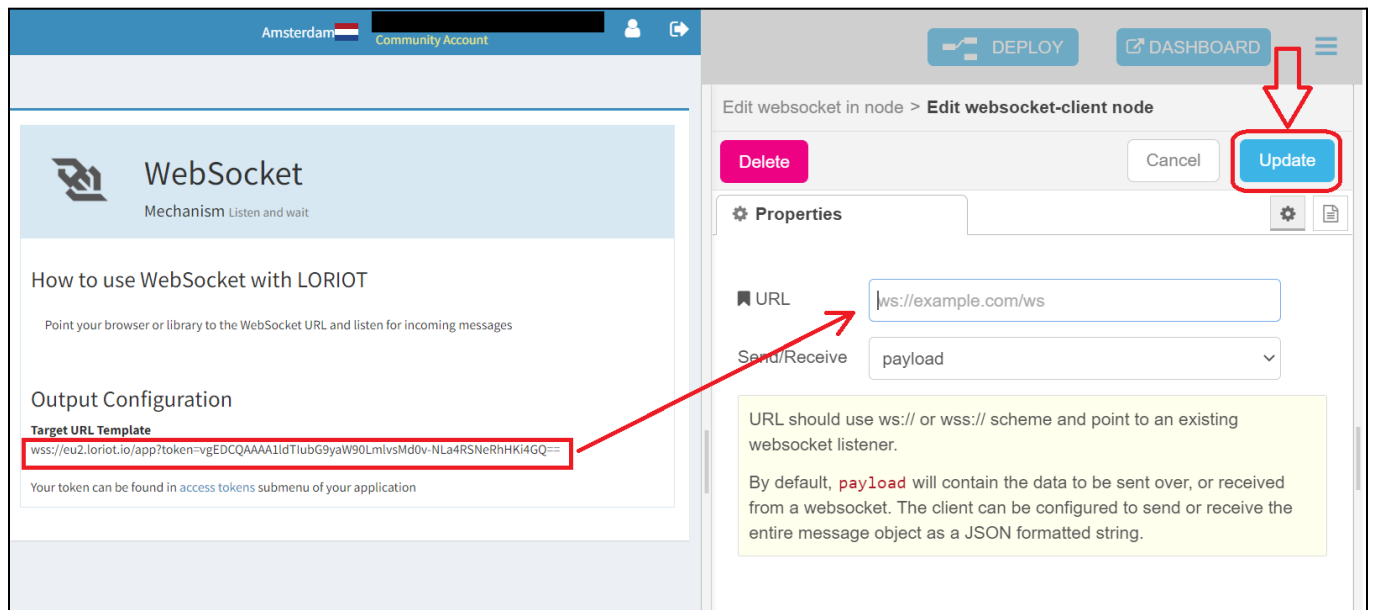 Amsterdam
Community Account
DEPLOY
DASHBOARD
Edit websocket in node > Edit websocket-client node
Delete
Cancel
Update
WebSocket
Mechanism Listen and wait
Properties
How to use WebSocket with LORIOT
Point your browser or library to the WebSocket URL and listen for incoming messages
URL
ws://example.com/ws
Send/Receive
payload
Output Configuration
Target URL Template
wss://eu2.loriot.io/app?token=vgEDCQAAAA1ldTIubG9yaW90LmlvsMd0v-NLa4RSNeRhHKi4GQ==
Your token can be found in access tokens submenu of your application
URL should use ws:// or wss:// scheme and point to an existing
websocket listener.
By default, payload will contain the data to be sent over, or received
from a websocket. The client can be configured to send or receive the
entire message object as a JSON formatted string.